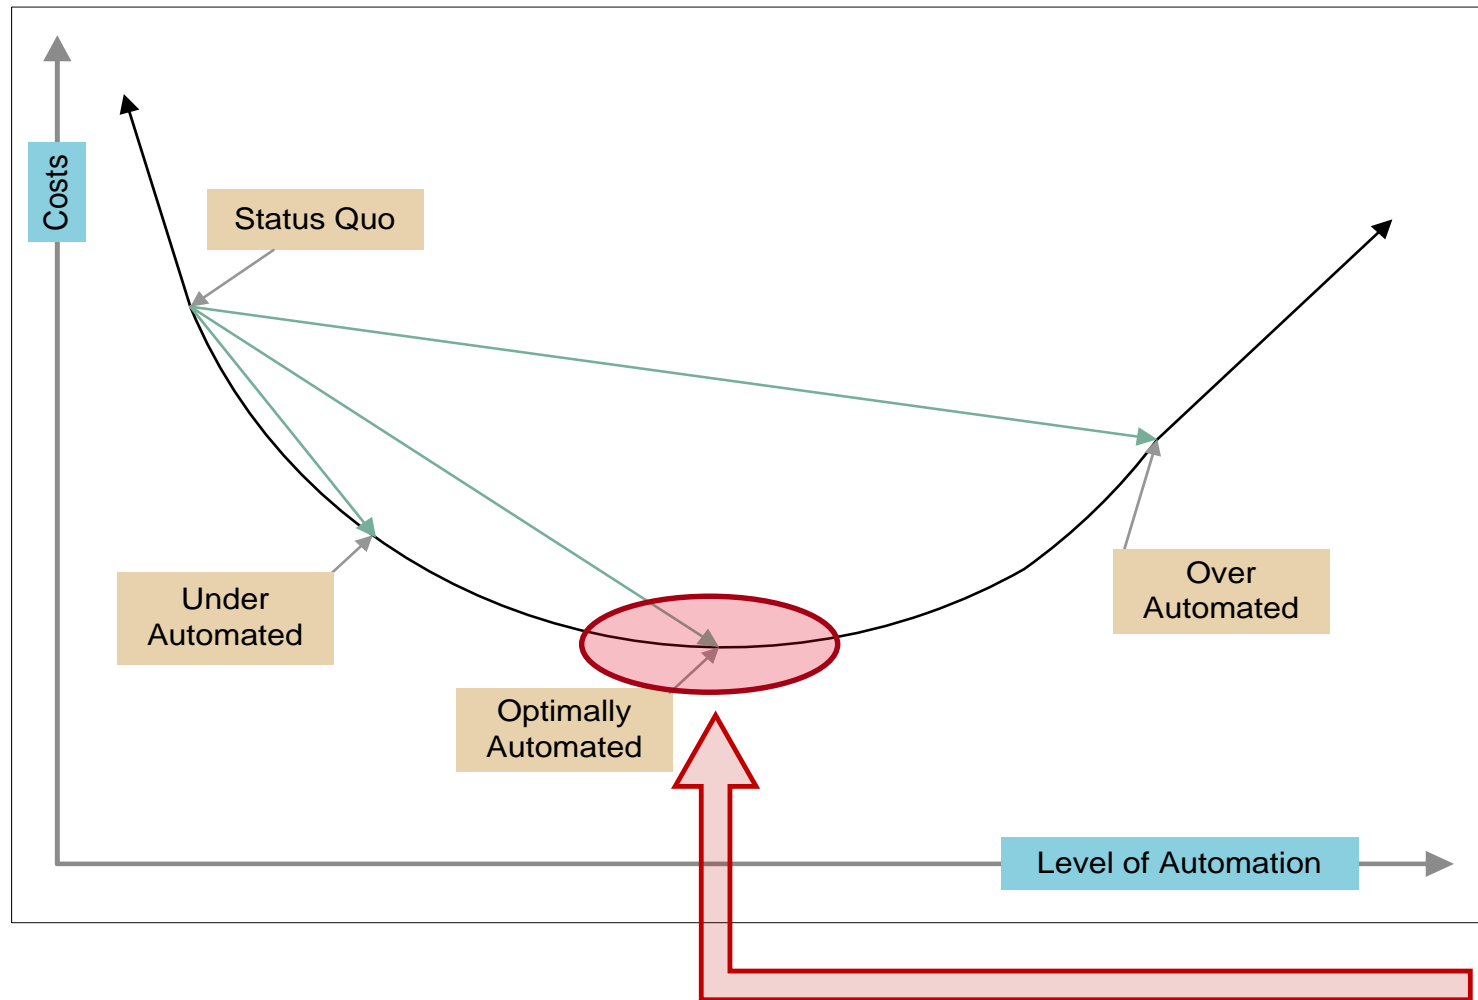 Costs
Status Quo
Under
Automated
Optimally
Automated
Over
Automated
Level of Automation